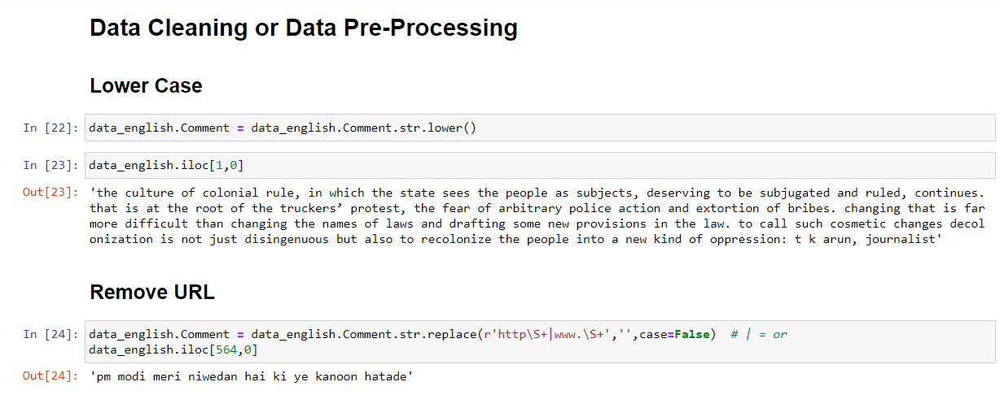 Data Cleaning or Data Pre-Processing
Lower Case
In [22]: data_english.Comment = data_english.Comment.str.lower()
In [23]: data_english.iloc[1,0]
Out[23]: 'the culture of colonial rule, in which the state sees the people as subjects, deserving to be subjugated and ruled, continues.
that is at the root of the truckers’ protest, the fear of arbitrary police action and extortion of bribes. changing that is far
more difficult than changing the names of laws and drafting some new provisions in the law. to call such cosmetic changes decol
onization is not just disingenuous but also to recolonize the people into a new kind of oppression: t k arun, journalist'
Remove URL
In [24]: data_english.Comment = data_english.Comment.str.replace(r'http\S+|www.\S+','',case=False)  # | = or
data_english.iloc[564,0]
Out[24]: 'pm modi meri niwedan hai ki ye kanoon hatade'